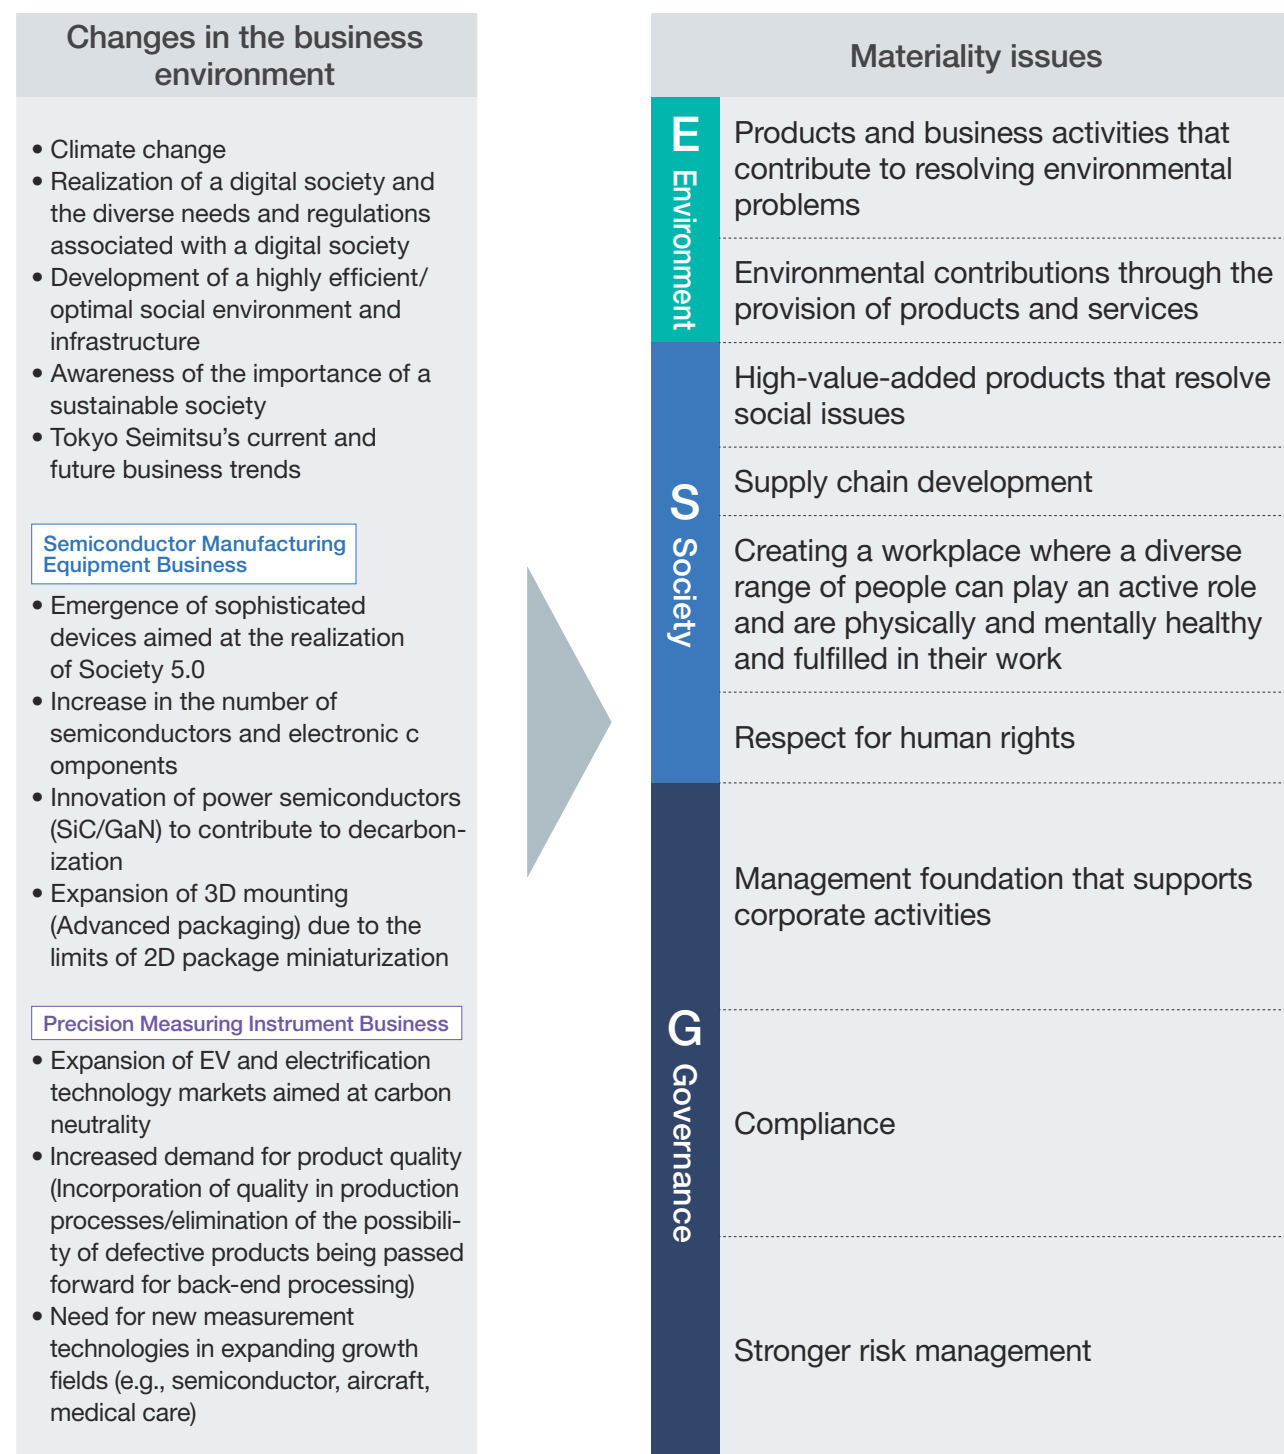 Changes in the business
environment
• Climate change
• Realization of a digital society and
the diverse needs and regulations
associated with a digital society
• Development of a highly efficient/
optimal social environment and
infrastructure
• Awareness of the importance of a
sustainable society
• Tokyo Seimitsu's current and
future business trends
Semiconductor Manufacturing
Equipment Business
• Emergence of sophisticated
devices aimed at the realization
of Society 5.0
• Increase in the number of
semiconductors and electronic c
omponents
• Innovation of power semiconductors
(SiC/GaN) to contribute to decarbon-
ization
• Expansion of 3D mounting
(Advanced packaging) due to the
limits of 2D package miniaturization
Precision Measuring Instrument Business
• Expansion of EV and electrification
technology markets aimed at carbon
neutrality
• Increased demand for product quality
(Incorporation of quality in production
processes/elimination of the possibili-
ty of defective products being passed
forward for back-end processing)
• Need for new measurement
technologies in expanding growth
fields (e.g., semiconductor, aircraft,
medical care)
Materiality issues
E Environment
Products and business activities that
contribute to resolving environmental
problems
Environmental contributions through the
provision of products and services
S Society
High-value-added products that resolve
social issues
Supply chain development
Creating a workplace where a diverse
range of people can play an active role
and are physically and mentally healthy
and fulfilled in their work
Respect for human rights
G Governance
Management foundation that supports
corporate activities
Compliance
Stronger risk management